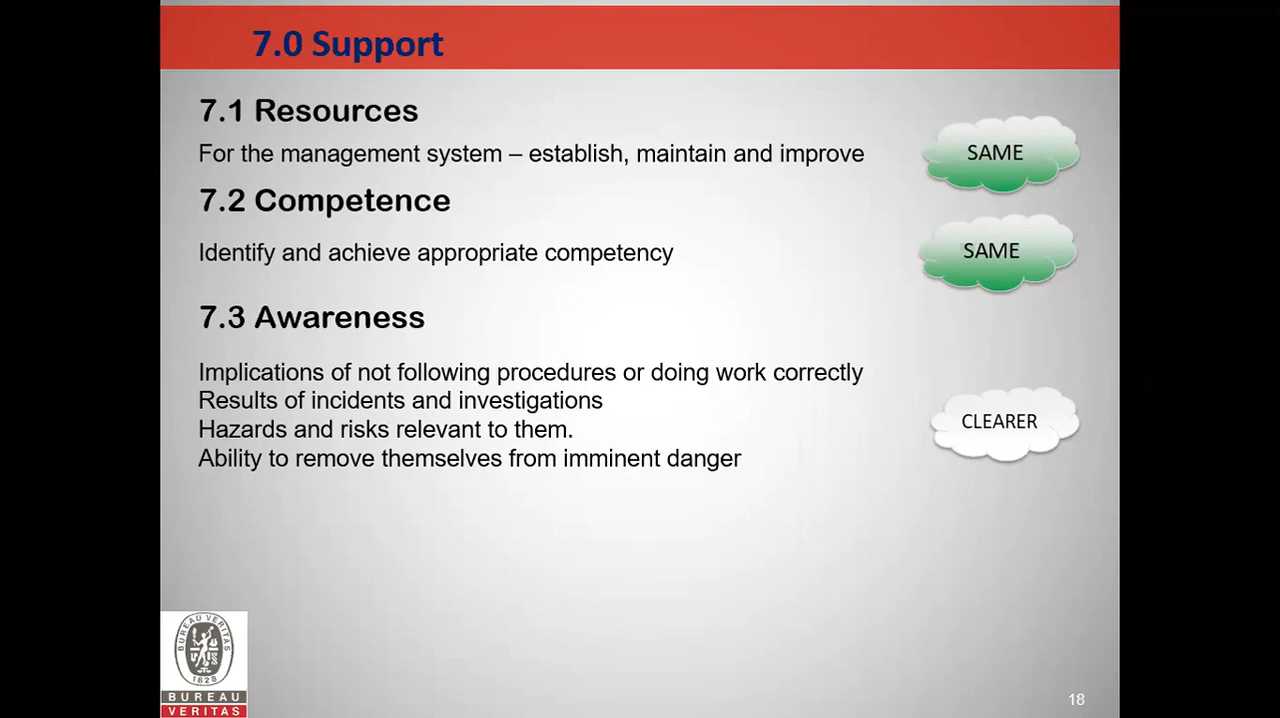 7.0 Support
7.1 Resources
For the management system – establish, maintain and improve
SAME
7.2 Competence
Identify and achieve appropriate competency
SAME
7.3 Awareness
Implications of not following procedures or doing work correctly
Results of incidents and investigations
Hazards and risks relevant to them.
Ability to remove themselves from imminent danger
CLEARER
BUREAU VERITAS
1828
BUREAU
VERITAS
18